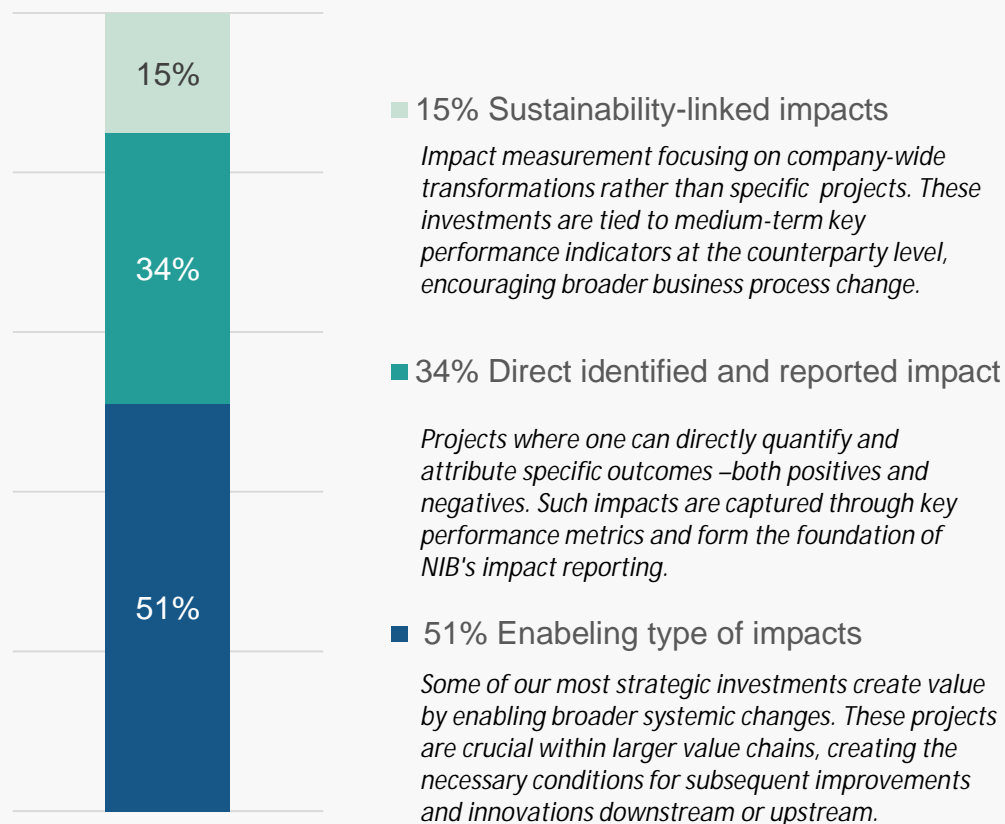 15%
15% Sustainability-linked impacts
Impact measurement focusing on company-wide
transformations rather than specific projects. These
investments are tied to medium-term key
performance indicators at the counterparty level,
encouraging broader business process change.
34%
34% Direct identified and reported impact
Projects where one can directly quantify and
attribute specific outcomes –both positives and
negatives. Such impacts are captured through key
performance metrics and form the foundation of
NIB's impact reporting.
51%
51% Enabeling type of impacts
Some of our most strategic investments create value
by enabling broader systemic changes. These projects
are crucial within larger value chains, creating the
necessary conditions for subsequent improvements
and innovations downstream or upstream.